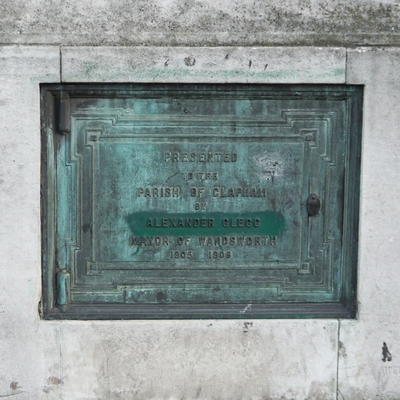 PRESENTED
TO THE
PARISH OF CLAPHAM
BY
ALEXANDER GLEGG
MAYOR OF WANDSWORTH
1905 1906